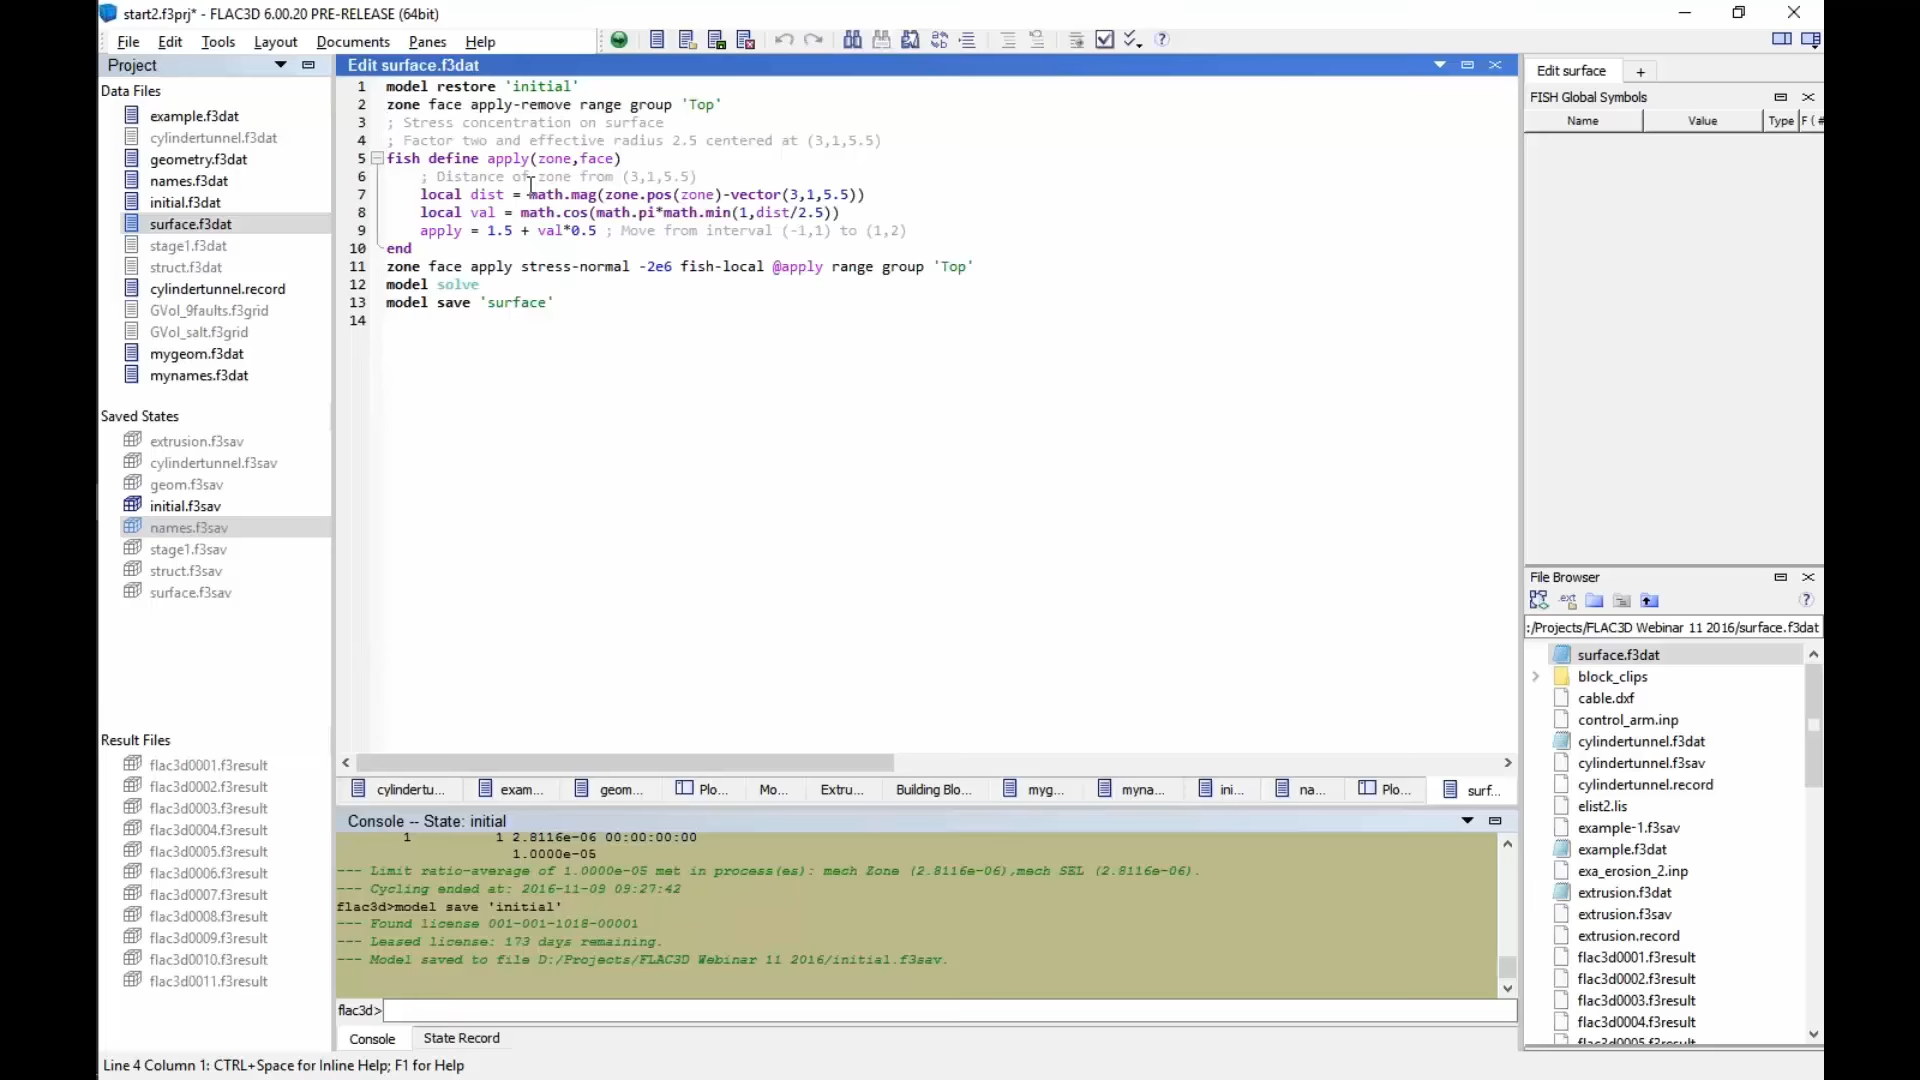 start2.f3prj* - FLAC3D 6.00.20 PRE-RELEASE (64bit)
File Edit Tools Layout Documents Panes Help
Project
Data Files
example.f3dat
cylindertunnel.f3dat
geometry.f3dat
names.f3dat
initial.f3dat
surface.f3dat
stage1.f3dat
struct.f3dat
cylindertunnel.record
GVol_9faults.f3grid
GVol_salt.f3grid
mygeom.f3dat
mynames.f3dat
Saved States
extrusion.f3sav
cylindertunnel.f3sav
geom.f3sav
initial.f3sav
names.f3sav
stage1.f3sav
struct.f3sav
surface.f3sav
Result Files
flac3d0001.f3result
flac3d0002.f3result
flac3d0003.f3result
flac3d0004.f3result
flac3d0005.f3result
flac3d0006.f3result
flac3d0007.f3result
flac3d0008.f3result
flac3d0009.f3result
flac3d0010.f3result
flac3d0011.f3result
Edit surface.f3dat
1 model restore 'initial'
2 zone face apply-remove range group 'Top'
3 ; Stress concentration on surface
4 ; Factor two and effective radius 2.5 centered at (3,1,5.5)
5 fish define apply(zone,face)
6 ; Distance of zone from (3,1,5.5)
7 local dist = math.mag(zone.pos(zone)-vector(3,1,5.5))
8 local val = math.cos(math.pi*math.min(1,dist/2.5))
9 apply = 1.5 + val*0.5 ; Move from interval (-1,1) to (1,2)
10 end
11 zone face apply stress-normal -2e6 fish-local @apply range group 'Top'
12 model solve
13 model save 'surface'
14
cylindertu... exam... geom... Plo... Mo... Extru... Building Blo... myg... myna... ini... na... Plo... surf...
Console -- State: initial
1 1 2.8116e-06 00:00:00:00
1.0000e-05
--- Limit ratio-average of 1.0000e-05 met in process(es): mech Zone (2.8116e-06),mech SEL (2.8116e-06).
--- Cycling ended at: 2016-11-09 09:27:42
flac3d>model save 'initial'
--- Found license 001-001-1018-00001
--- Leased license: 173 days remaining.
--- Model saved to file D:/Projects/FLAC3D Webinar 11 2016/initial.f3sav.
flac3d>
Console State Record
Line 4 Column 1: CTRL+Space for Inline Help; F1 for Help
Edit surface +
FISH Global Symbols
Name Value Type F ( #
File Browser
.ext
:/Projects/FLAC3D Webinar 11 2016/surface.f3dat
surface.f3dat
block_clips
cable.dxf
control_arm.inp
cylindertunnel.f3dat
cylindertunnel.f3sav
cylindertunnel.record
elist2.lis
example-1.f3sav
example.f3dat
exa_erosion_2.inp
extrusion.f3dat
extrusion.f3sav
extrusion.record
flac3d0001.f3result
flac3d0002.f3result
flac3d0003.f3result
flac3d0004.f3result
flac3d0005.f3result